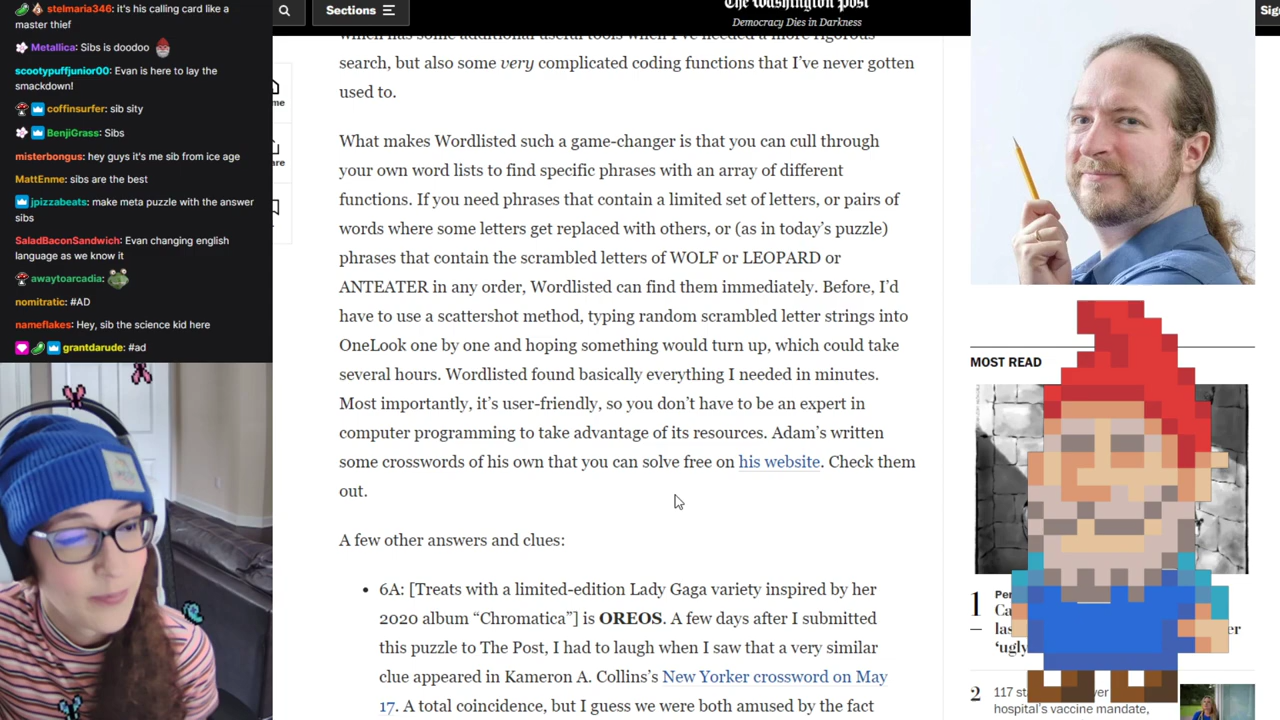 stelmaria346: it's his calling card like a
master thief
Metallica: Sibs is doodoo
scootypuffjunior00: Evan is here to lay the
smackdown!
coffinsurfer: sib sity
BenjiGrass: Sibs
misterbongus: hey guys it's me sib from ice age
MattEnme: sibs are the best
jpizzabeats: make meta puzzle with the answer
sibs
SaladBaconSandwich: Evan changing english
language as we know it
awaytoarcadia:
nomitratic: #AD
nameflakes: Hey, sib the science kid here
grantdarude: #ad
Sections
The Washington Post
Democracy Dies in Darkness
Sig
which has some additional useful tools when I've needed a more rigorous
search, but also some very complicated coding functions that I've never gotten
used to.
What makes Wordlisted such a game-changer is that you can cull through
your own word lists to find specific phrases with an array of different
functions. If you need phrases that contain a limited set of letters, or pairs of
words where some letters get replaced with others, or (as in today's puzzle)
phrases that contain the scrambled letters of WOLF or LEOPARD or
ANTEATER in any order, Wordlisted can find them immediately. Before, I'd
have to use a scattershot method, typing random scrambled letter strings into
OneLook one by one and hoping something would turn up, which could take
several hours. Wordlisted found basically everything I needed in minutes.
Most importantly, it's user-friendly, so you don't have to be an expert in
computer programming to take advantage of its resources. Adam's written
some crosswords of his own that you can solve free on his website. Check them
out.
A few other answers and clues:
• 6A: [Treats with a limited-edition Lady Gaga variety inspired by her
2020 album “Chromatica”] is OREOS. A few days after I submitted
this puzzle to The Post, I had to laugh when I saw that a very similar
clue appeared in Kameron A. Collins's New Yorker crossword on May
17. A total coincidence, but I guess we were both amused by the fact
MOST READ
1
2
117 st
hospital's vaccine mandate,